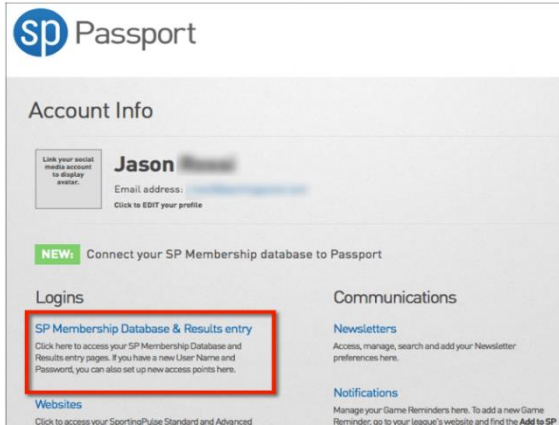 sp Passport
Account Info
Link your social
media account
to display
avatar.
Jason
Email address:
Click to EDIT your profile
NEW: Connect your SP Membership database to Passport
Logins
SP Membership Database & Results entry
Click here to access your SP Membership Database and
Results entry pages. If you have a new User Name and
Password, you can also set up new access points here.
Websites
Click to access your SportingPulse Standard and Advanced
Communications
Newsletters
Access, manage, search and add your Newsletter
preferences here.
Notifications
Manage your Game Reminders here. To add a new Game
Reminder, go to your league's website and find the Add to SP